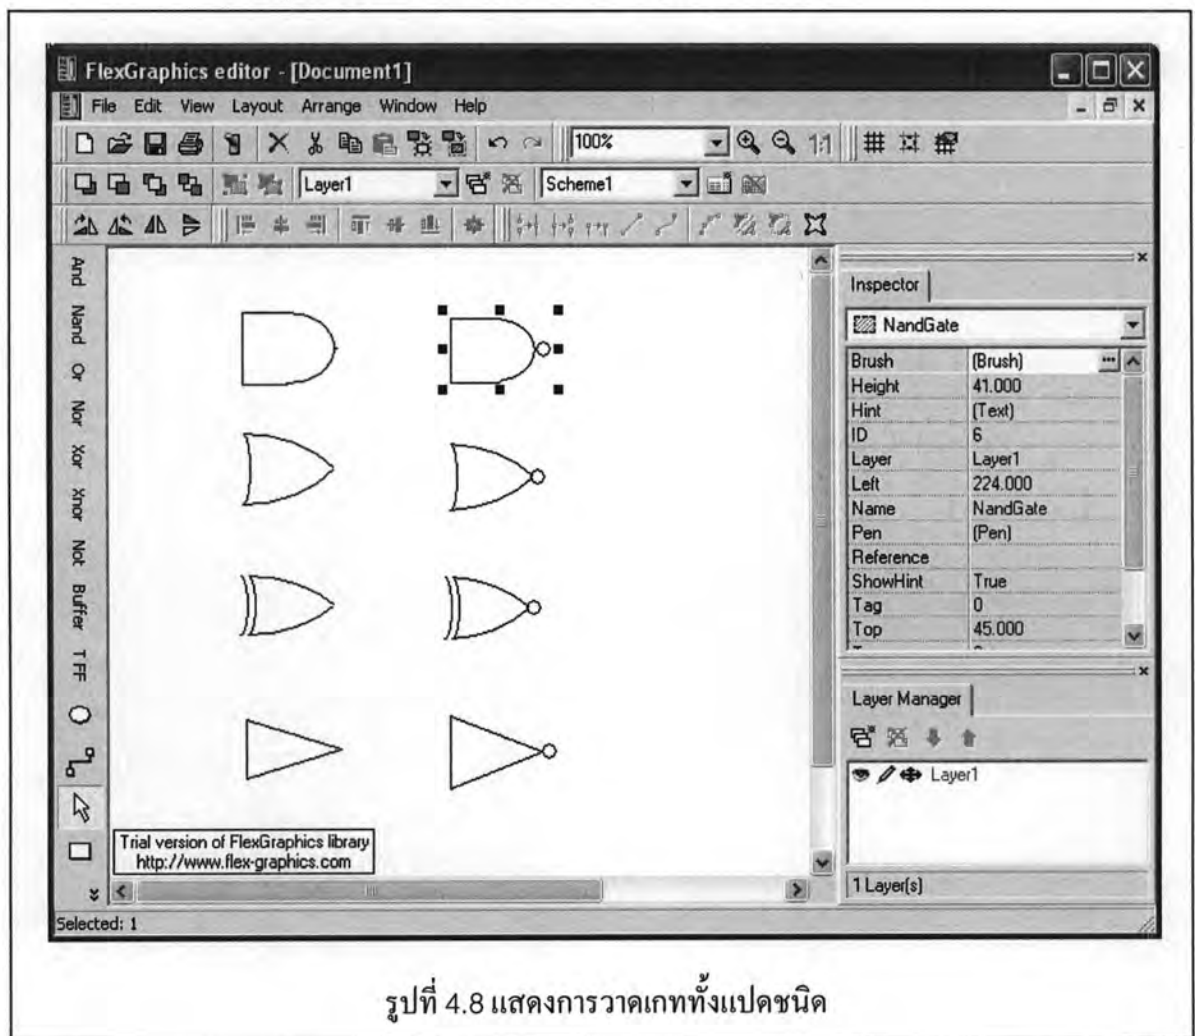 FlexGraphics editor - [Document1]
File Edit View Layout Arrange Window Help
100% 1:1
Layer1 Scheme1
And
Nand
Or
Nor
Xor
Xnor
Not
Buffer
T FF
Inspector
NandGate
Brush (Brush)
Height 41.000
Hint (Text)
ID 6
Layer Layer1
Left 224.000
Name NandGate
Pen (Pen)
Reference
ShowHint True
Tag 0
Top 45.000
Layer Manager
Layer1
1 Layer(s)
Trial version of FlexGraphics library
http://www.flex-graphics.com
Selected: 1
รูปที่ 4.8 แสดงการวาดเกททั้งแปดชนิด